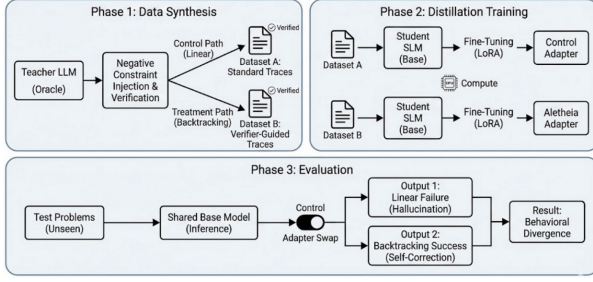 Phase 1: Data Synthesis
Teacher LLM
(Oracle)
Negative
Constraint
Injection &
Verification
Control Path
(Linear)
Verified
Dataset A:
Standard Traces
Treatment Path
(Backtracking)
Verified
Dataset B:
Verifier-Guided
Traces
Phase 2: Distillation Training
Dataset A
Student
SLM
(Base)
Fine-Tuning
(LoRA)
Control
Adapter
Compute
Dataset B
Student
SLM
(Base)
Fine-Tuning
(LoRA)
Aletheia
Adapter
Phase 3: Evaluation
Test Problems
(Unseen)
Shared Base Model
(Inference)
Control
Adapter Swap
Output 1:
Linear Failure
(Hallucination)
Output 2:
Backtracking Success
(Self-Correction)
Result:
Behavioral
Divergence